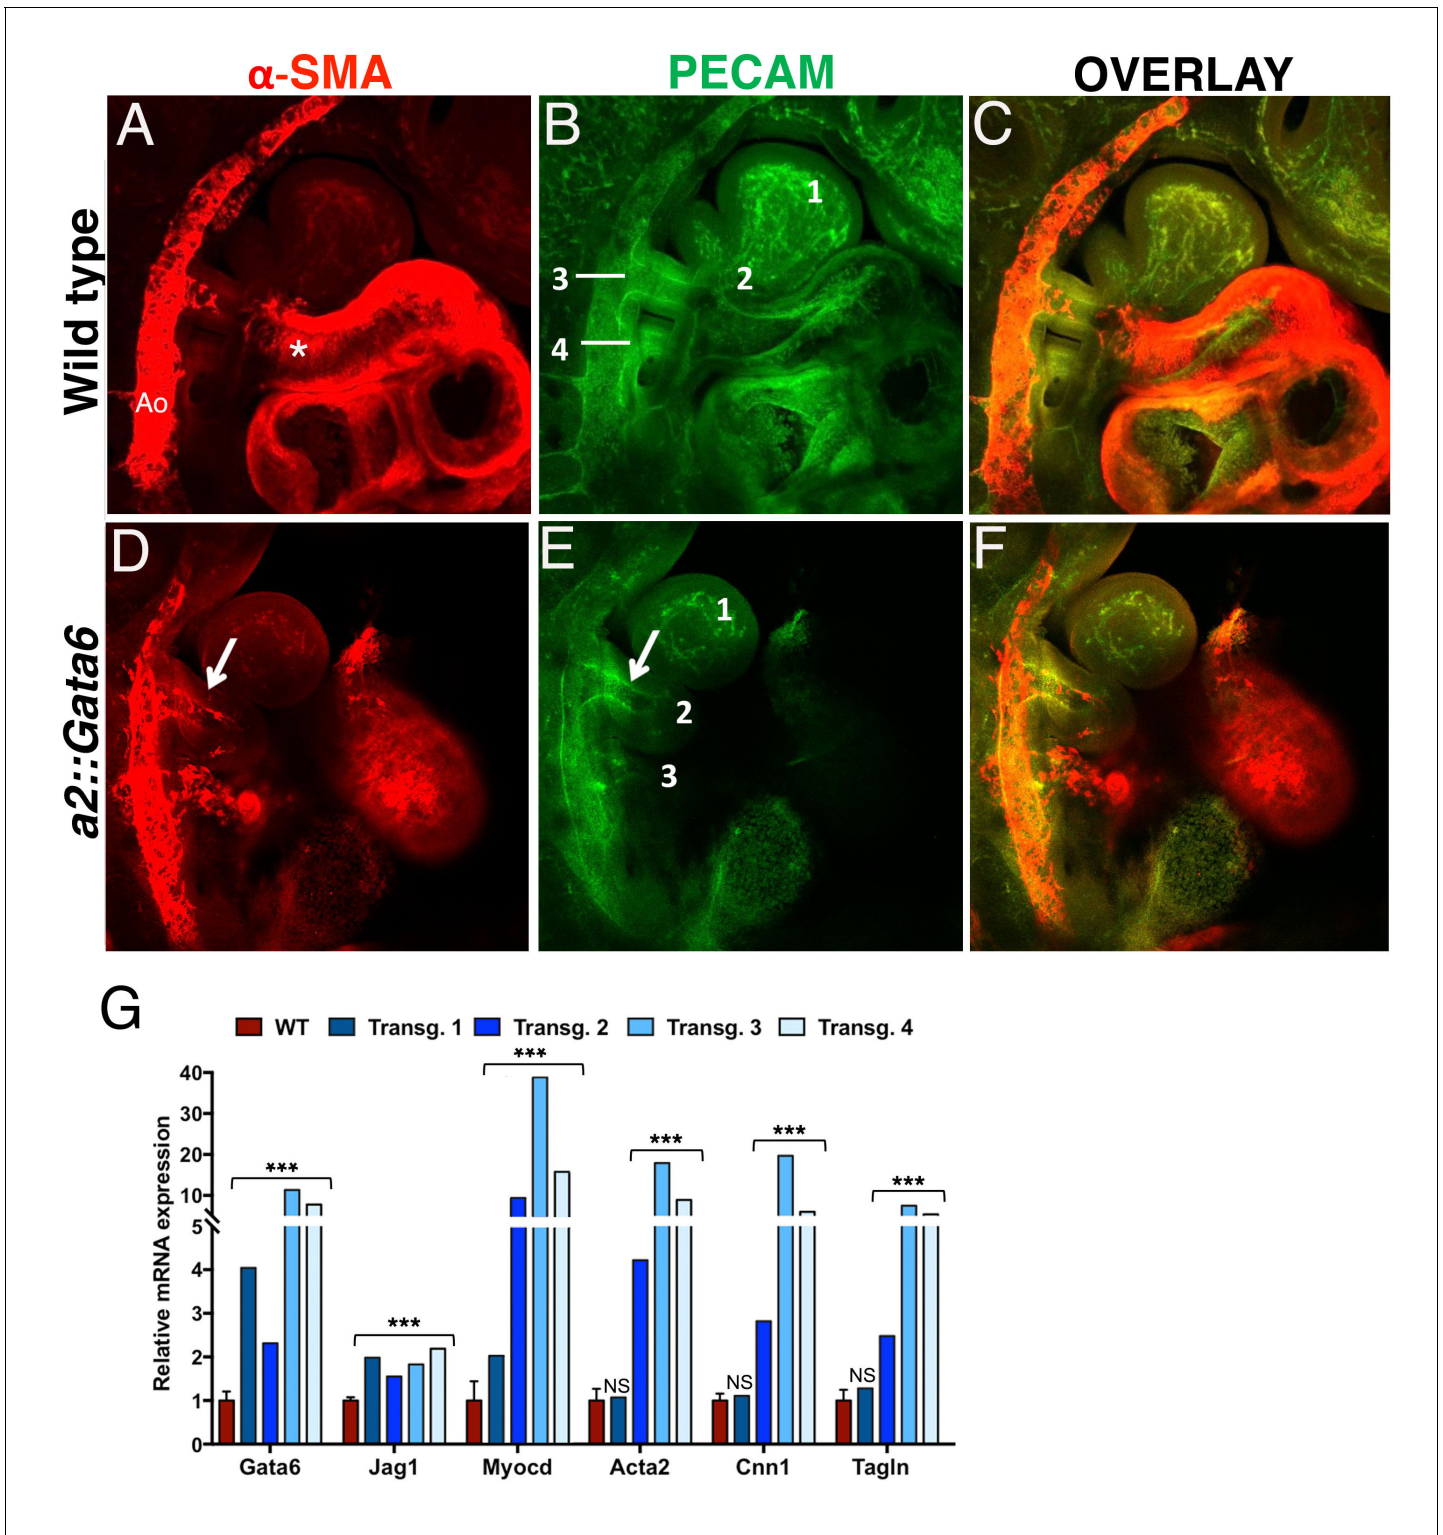 α-SMA PECAM OVERLAY
Wild type
A B C
1
2
3
4
*
Ao
a2::Gata6
D E F
1
2
3
G
WT Transg. 1 Transg. 2 Transg. 3 Transg. 4
Relative mRNA expression
40
30
20
10
5
4
3
2
1
0
***
***
***
NS
***
NS
***
NS
***
Gata6 Jag1 Myocd Acta2 Cnn1 Tagln